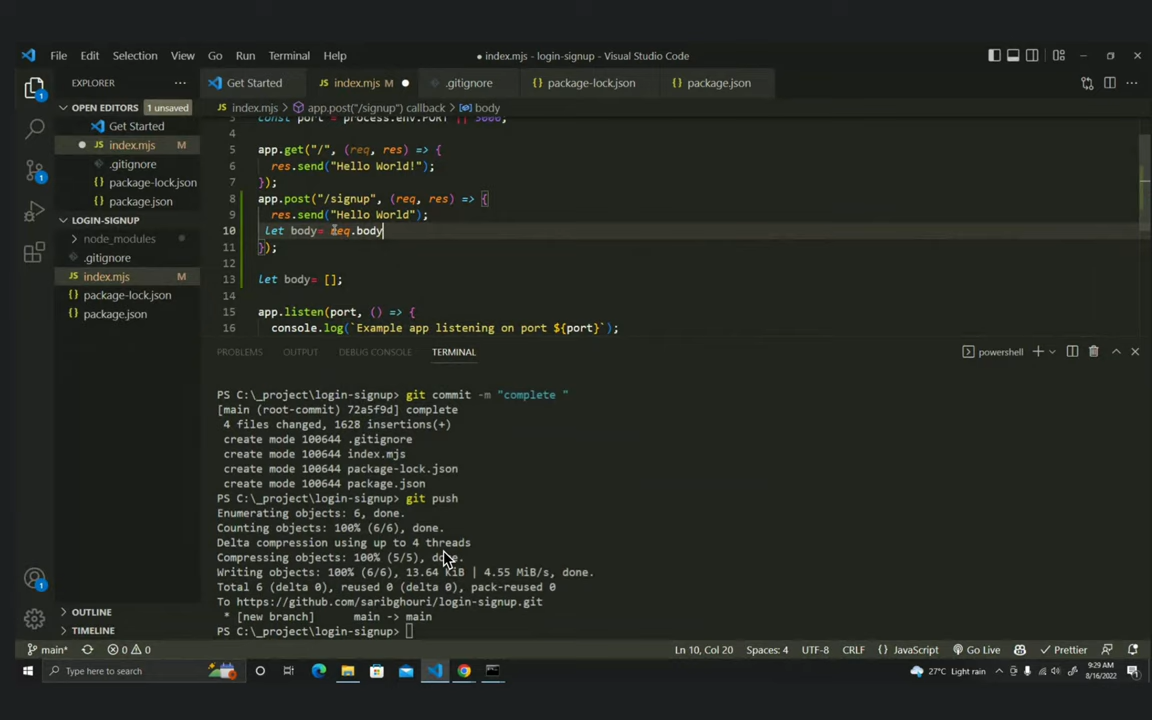 File Edit Selection View Go Run Terminal Help
● index.mjs - login-signup - Visual Studio Code
EXPLORER
OPEN EDITORS 1 unsaved
Get Started
index.mjs M
.gitignore
package-lock.json
package.json
LOGIN-SIGNUP
node_modules
.gitignore
index.mjs M
package-lock.json
package.json
OUTLINE
TIMELINE
Get Started index.mjs M ● .gitignore package-lock.json package.json
index.mjs > app.post("/signup") callback > body
3 const port = process.env.PORT || 3000;
4
5 app.get("/", (req, res) => {
6 res.send("Hello World!");
7 });
8 app.post("/signup", (req, res) => {
9 res.send("Hello World");
10 let body= req.body
11 });
12
13 let body= [];
14
15 app.listen(port, () => {
16 console.log(`Example app listening on port ${port}`);
PROBLEMS OUTPUT DEBUG CONSOLE TERMINAL
powershell
PS C:\_project\login-signup> git commit -m "complete "
[main (root-commit) 72a5f9d] complete
4 files changed, 1628 insertions(+)
create mode 100644 .gitignore
create mode 100644 index.mjs
create mode 100644 package-lock.json
create mode 100644 package.json
PS C:\_project\login-signup> git push
Enumerating objects: 6, done.
Counting objects: 100% (6/6), done.
Delta compression using up to 4 threads
Compressing objects: 100% (5/5), done.
Writing objects: 100% (6/6), 13.64 KiB | 4.55 MiB/s, done.
Total 6 (delta 0), reused 0 (delta 0), pack-reused 0
To https://github.com/saribghouri/login-signup.git
* [new branch] main -> main
PS C:\_project\login-signup>
main* 0 0 Ln 10, Col 20 Spaces: 4 UTF-8 CRLF {} JavaScript Go Live Prettier
Type here to search
27°C Light rain
9:29 AM
8/16/2022